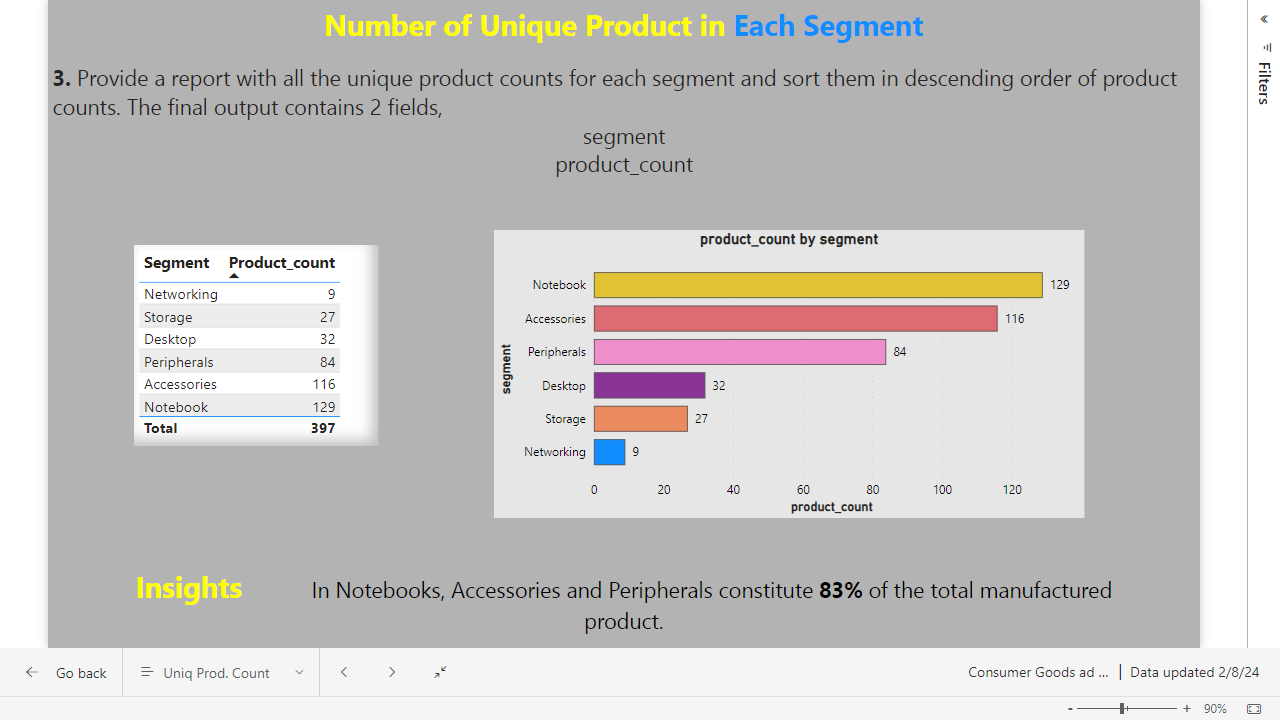 Number of Unique Product in Each Segment
3. Provide a report with all the unique product counts for each segment and sort them in descending order of product
counts. The final output contains 2 fields,
segment
product_count
Segment Product_count
Networking 9
Storage 27
Desktop 32
Peripherals 84
Accessories 116
Notebook 129
Total 397
product_count by segment
segment
Notebook 129
Accessories 116
Peripherals 84
Desktop 32
Storage 27
Networking 9
0 20 40 60 80 100 120
product_count
Insights
In Notebooks, Accessories and Peripherals constitute 83% of the total manufactured
product.
Filters
Go back
Uniq Prod. Count
Consumer Goods ad ... | Data updated 2/8/24
- + 90%